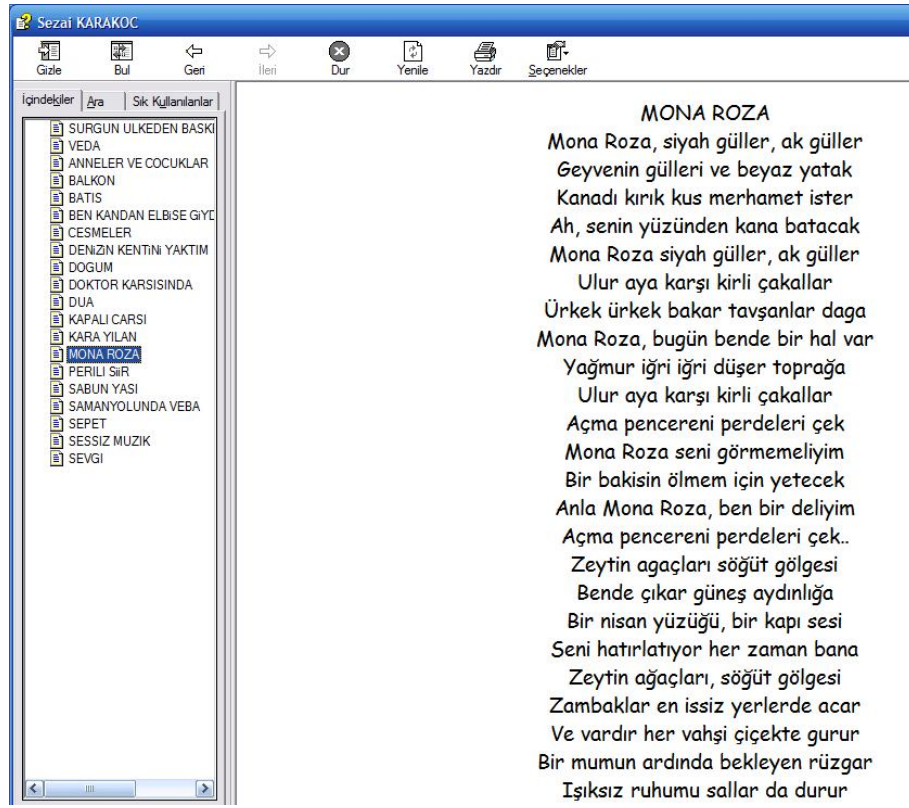 Sezai KARAKOC
Gizle Bul Geri İleri Dur Yenile Yazdır Seçenekler
İçindekiler Ara Sık Kullanılanlar
SURGUN ULKEDEN BASKI
VEDA
ANNELER VE COCUKLAR
BALKON
BATIS
BEN KANDAN ELBiSE GiYD
CESMELER
DENiZiN KENTiNi YAKTIM
DOGUM
DOKTOR KARSISINDA
DUA
KAPALI CARSI
KARA YILAN
MONA ROZA
PERILI SiiR
SABUN YASI
SAMANYOLUNDA VEBA
SEPET
SESSIZ MUZIK
SEVGI
MONA ROZA
Mona Roza, siyah güller, ak güller
Geyvenin gülleri ve beyaz yatak
Kanadı kırık kus merhamet ister
Ah, senin yüzünden kana batacak
Mona Roza siyah güller, ak güller
Ulur aya karşı kirli çakallar
Ürkek ürkek bakar tavşanlar daga
Mona Roza, bugün bende bir hal var
Yağmur iğri iğri düşer toprağa
Ulur aya karşı kirli çakallar
Açma pencereni perdeleri çek
Mona Roza seni görmemeliyim
Bir bakisin ölmem için yetecek
Anla Mona Roza, ben bir deliyim
Açma pencereni perdeleri çek..
Zeytin agaçları söğüt gölgesi
Bende çıkar güneş aydınlığa
Bir nisan yüzüğü, bir kapı sesi
Seni hatırlatıyor her zaman bana
Zeytin ağaçları, söğüt gölgesi
Zambaklar en issiz yerlerde acar
Ve vardır her vahşi çiçekte gurur
Bir mumun ardında bekleyen rüzgar
Işıksız ruhumu sallar da durur